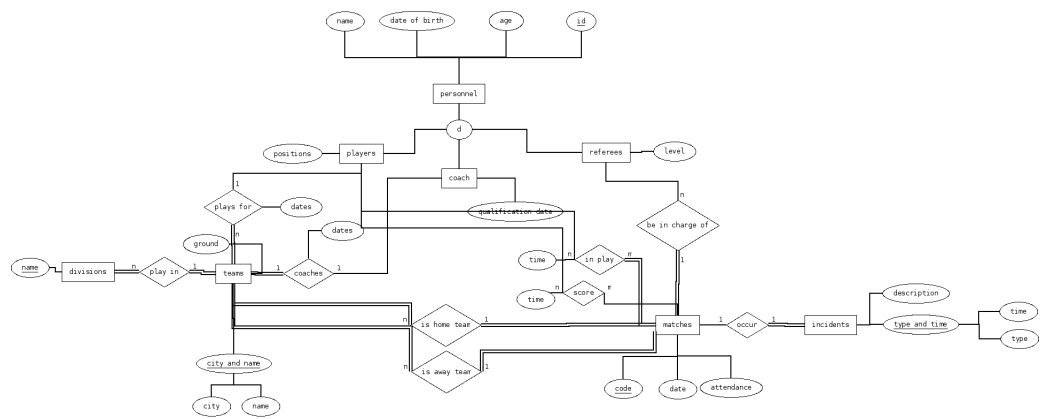 name
date of birth
age
id
personnel
d
positions
players
referees
level
coach
qualification date
1
plays for
dates
n
n
be in charge of
1
ground
dates
name
divisions
n
play in
1
teams
1
coaches
1
time
n
in play
m
time
n
score
m
n
is home team
1
matches
1
occur
1
incidents
description
type and time
time
type
n
is away team
1
city and name
city
name
code
date
attendance